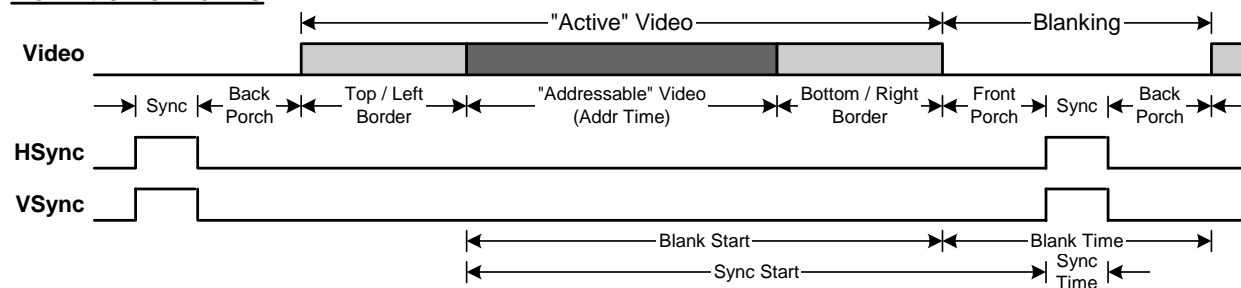 "Active" Video Blanking
Video
Sync Back Porch Top / Left Border "Addressable" Video (Addr Time) Bottom / Right Border Front Porch Sync Back Porch
HSync
VSync
Blank Start Blank Time
Sync Start Sync Time